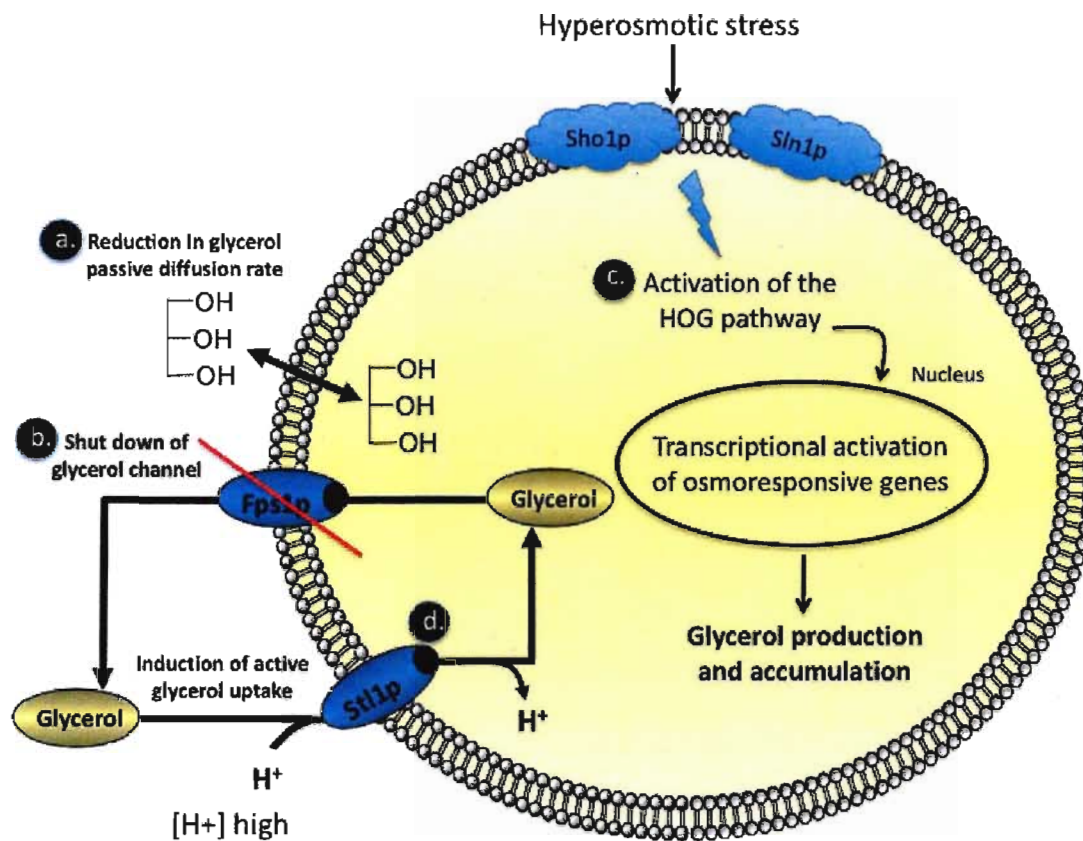 Hyperosmotic stress
Sho1p
Sln1p
a.
Reduction in glycerol
passive diffusion rate
OH
OH
OH
OH
OH
OH
c.
Activation of the
HOG pathway
Nucleus
Transcriptional activation
of osmoresponsive genes
b.
Shut down of
glycerol channel
Fps1p
Glycerol
d.
Glycerol production
and accumulation
Induction of active
glycerol uptake
Glycerol
Stl1p
H⁺
H⁺
[H+] high